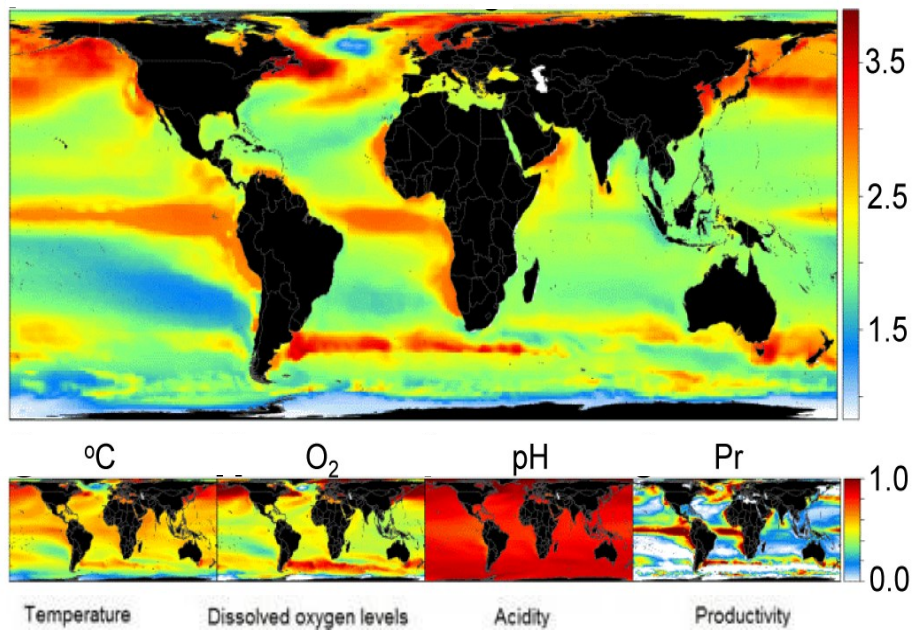 3.5
2.5
1.5
ºC O₂ pH Pr
1.0
0.0
Temperature Dissolved oxygen levels Acidity Productivity